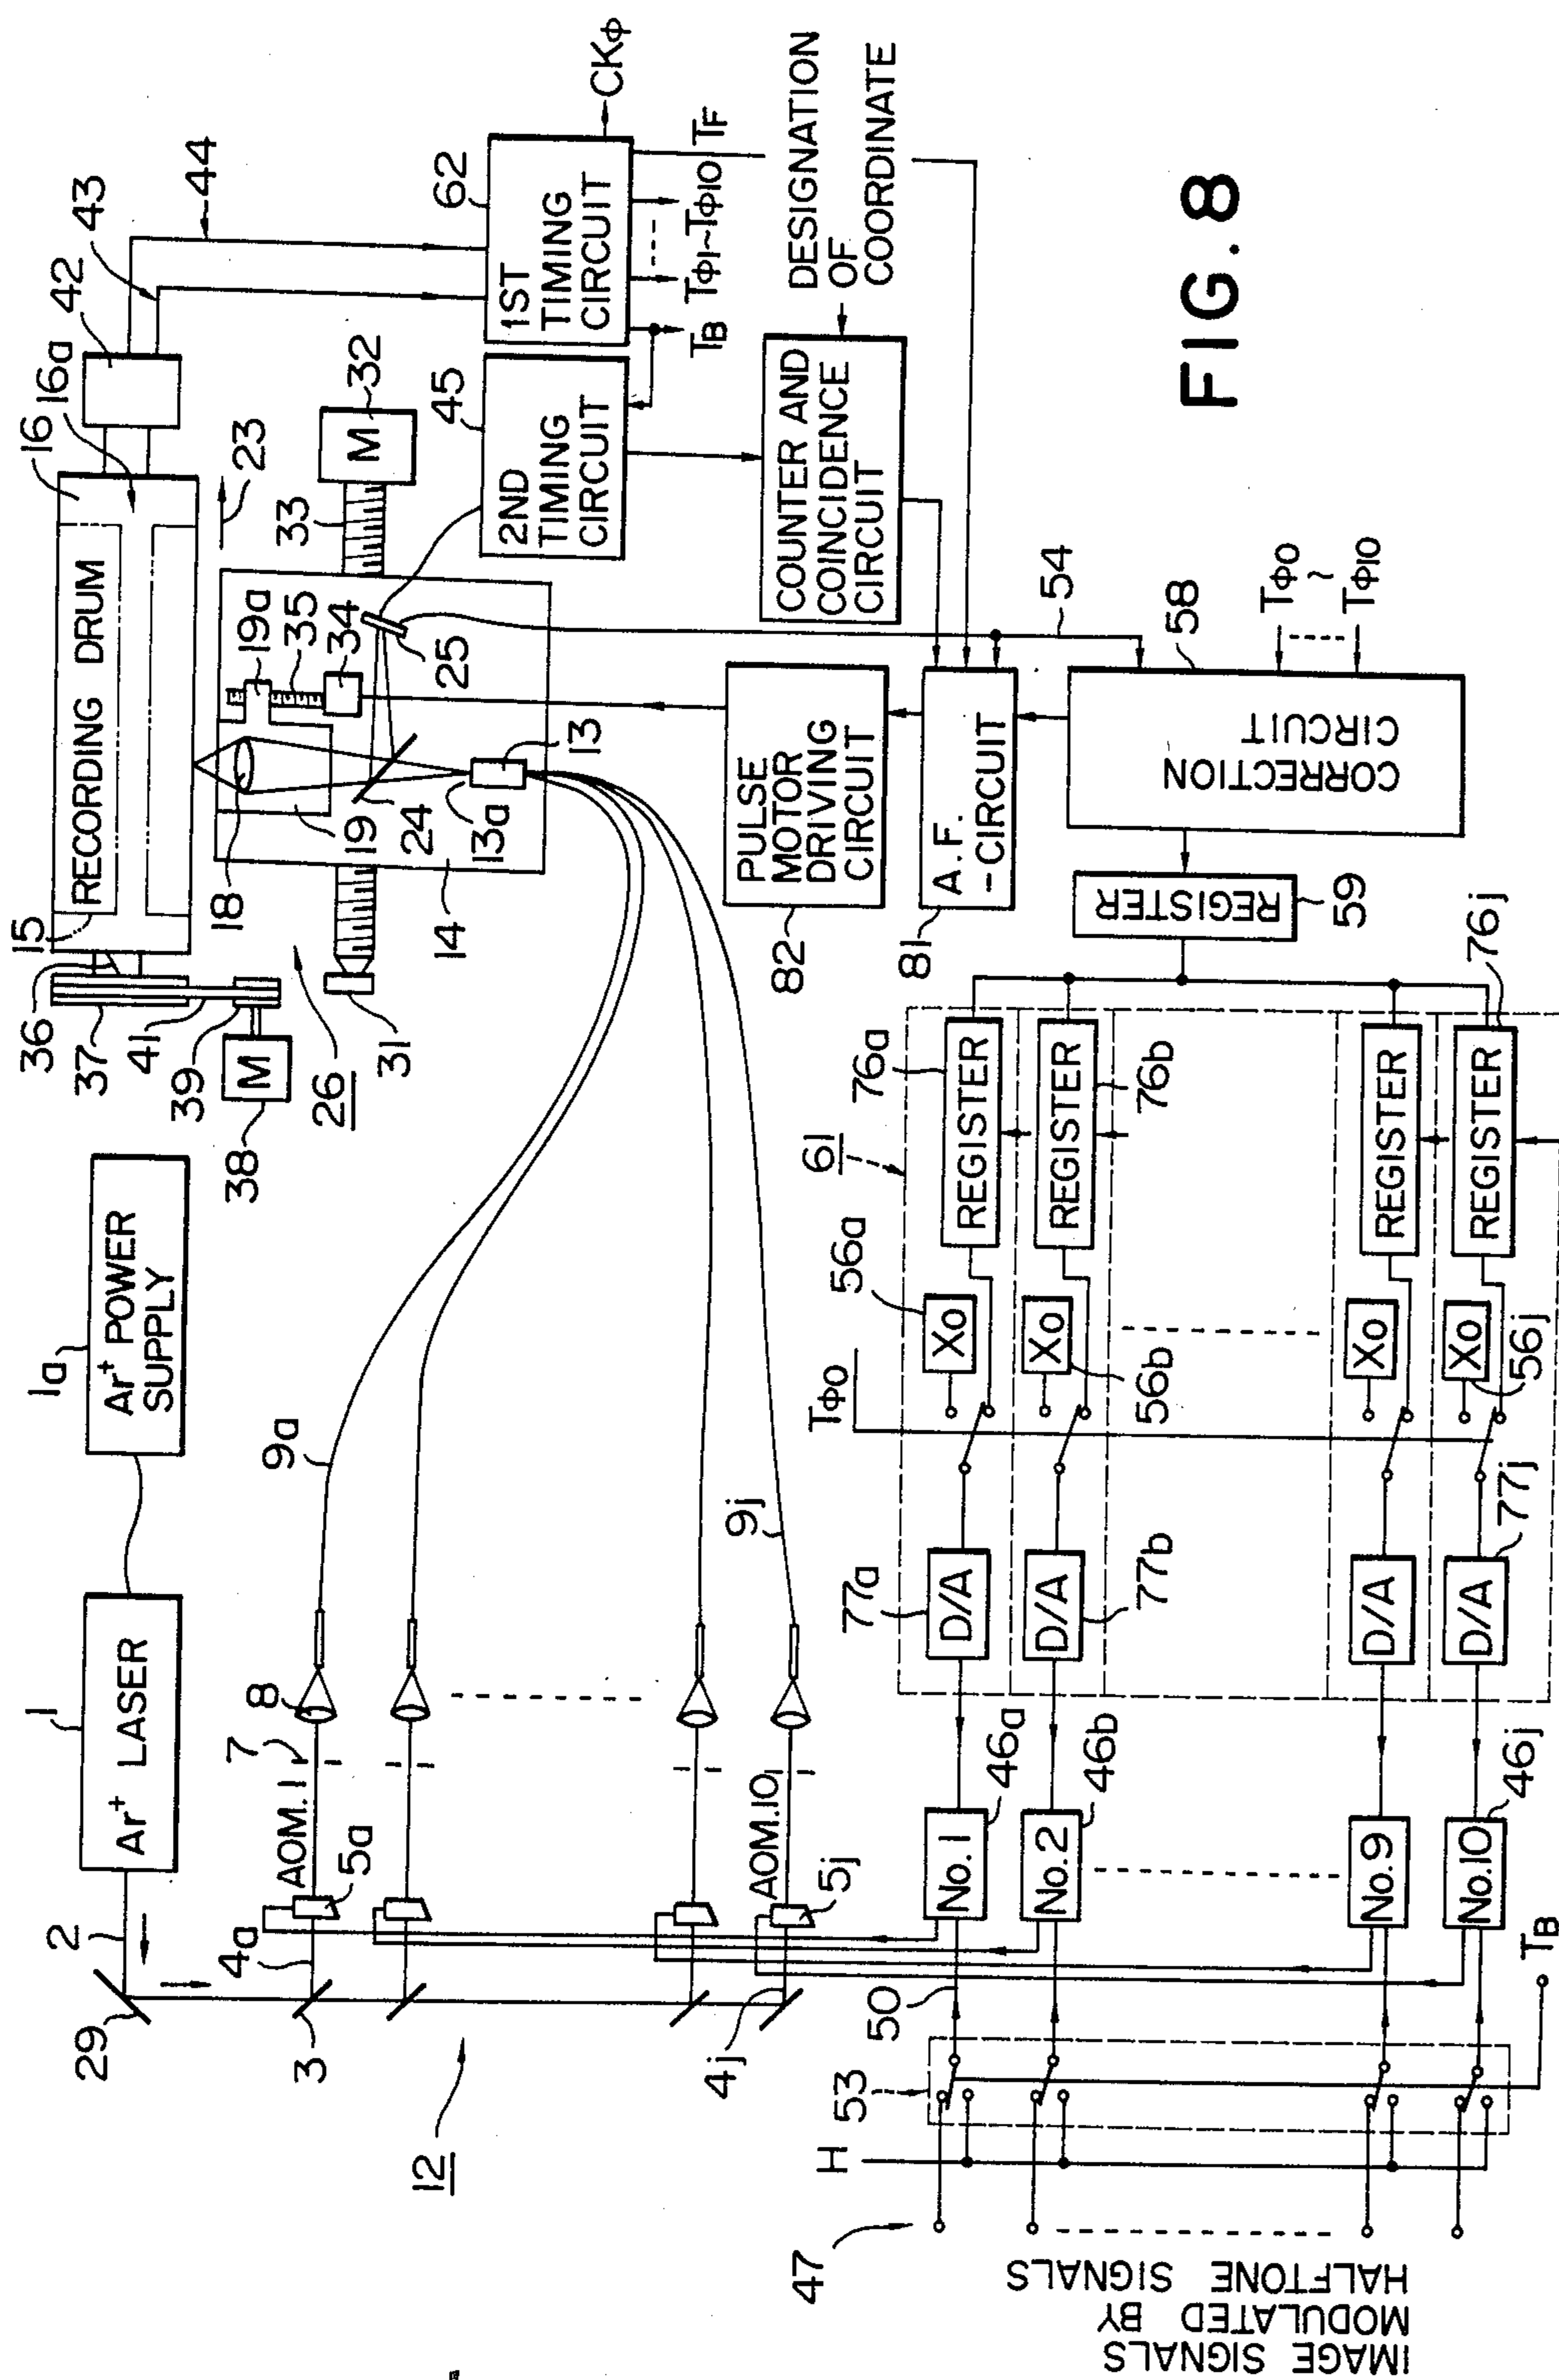 FIG. 8
1
Ar+ LASER
1a
Ar+ POWER
SUPPLY
2
29
3
4a
5a
AOM.1
7
8
9a
12
4j
5j
AOM.10
9j
36
37
41
39
M
38
26
31
15
RECORDING DRUM
16
16a
42
43
44
23
18
19
19a
35
34
24
25
13
13a
14
33
M
32
45
2ND
TIMING
CIRCUIT
62
1ST
TIMING
CIRCUIT
CKΦ
TB
TΦ1~TΦ10
TF
DESIGNATION
OF
COORDINATE
COUNTER AND
COINCIDENCE
CIRCUIT
PULSE
MOTOR
DRIVING
CIRCUIT
82
A.F.
-CIRCUIT
81
54
58
CORRECTION
CIRCUIT
TΦ0
~
TΦ10
REGISTER
59
61
76a
REGISTER
76b
REGISTER
REGISTER
76j
REGISTER
TΦ0
56a
X0
56b
X0
X0
56j
X0
77a
D/A
77b
D/A
D/A
77j
D/A
46a
No.1
46b
No.2
No.9
46j
No.10
50
53
H
TB
47
IMAGE SIGNALS
MODULATED BY
HALFTONE SIGNALS